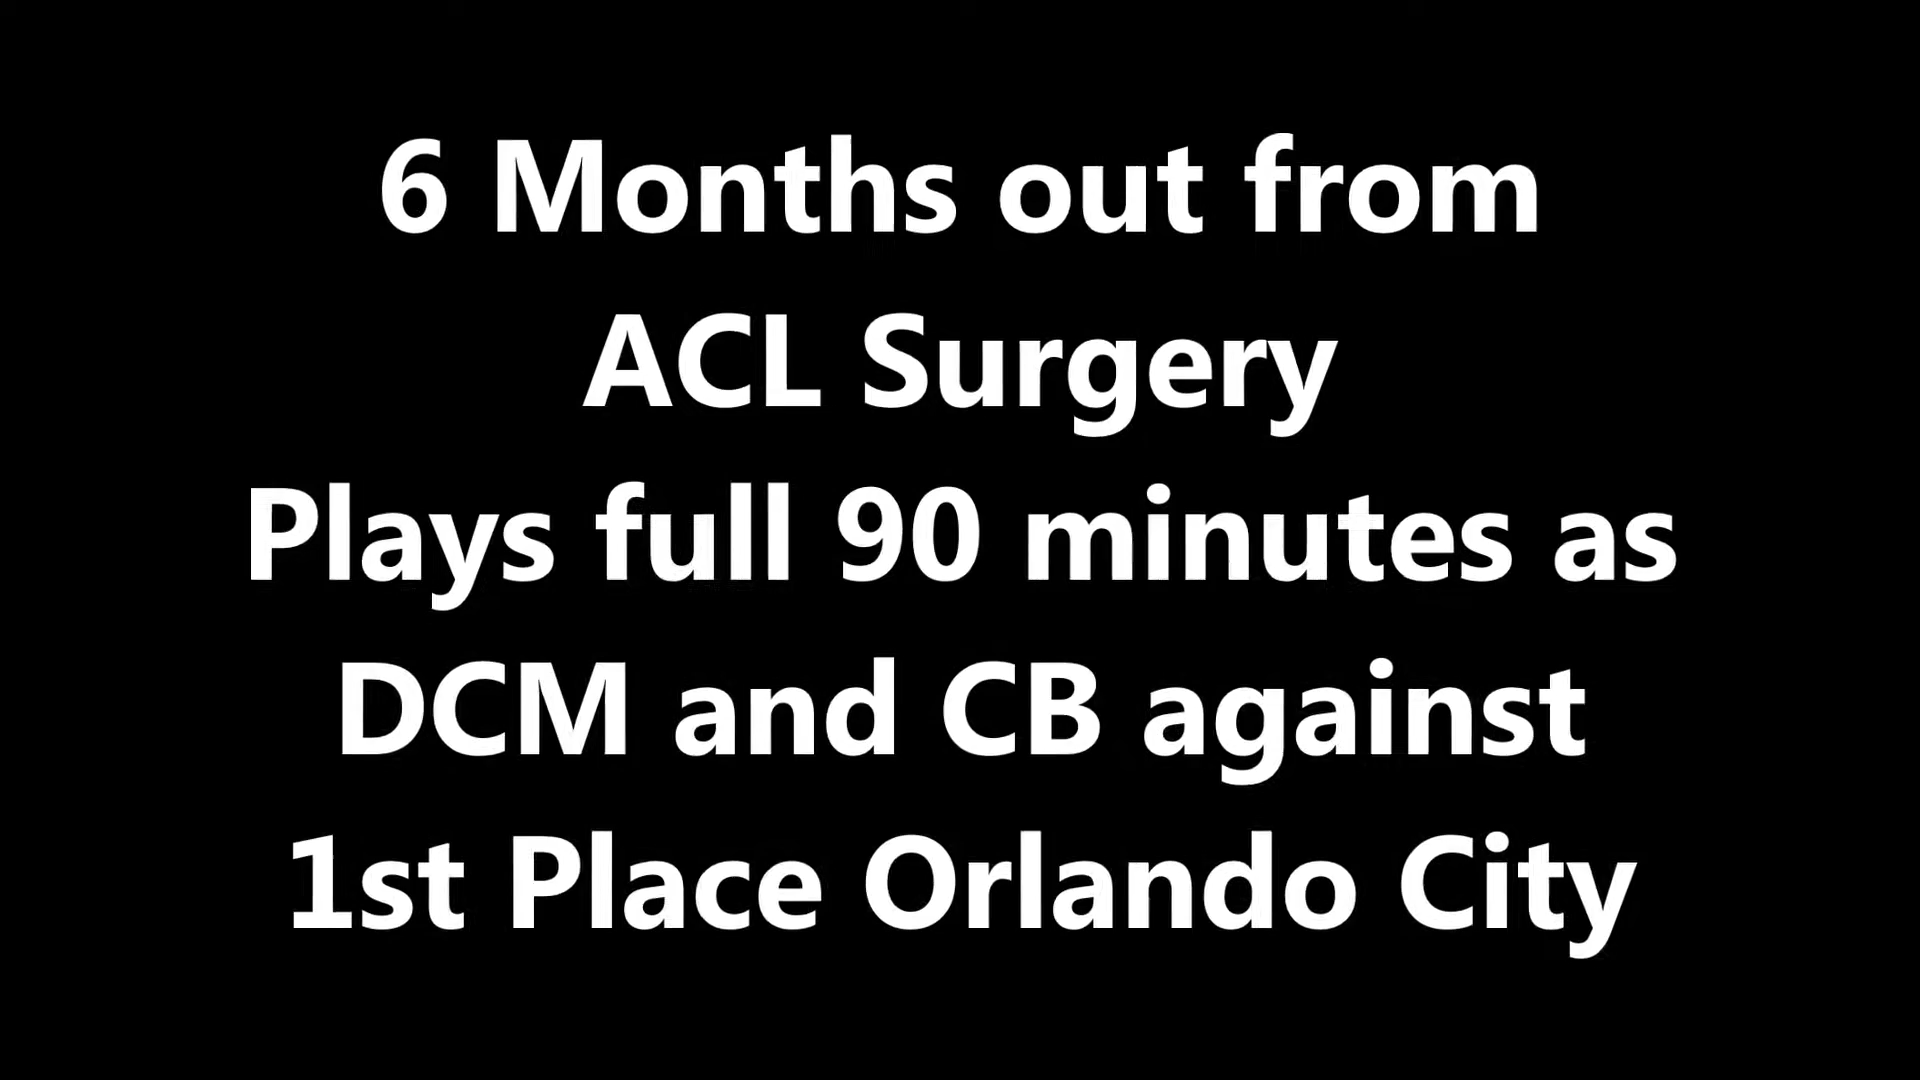 6 Months out from
ACL Surgery
Plays full 90 minutes as
DCM and CB against
1st Place Orlando City